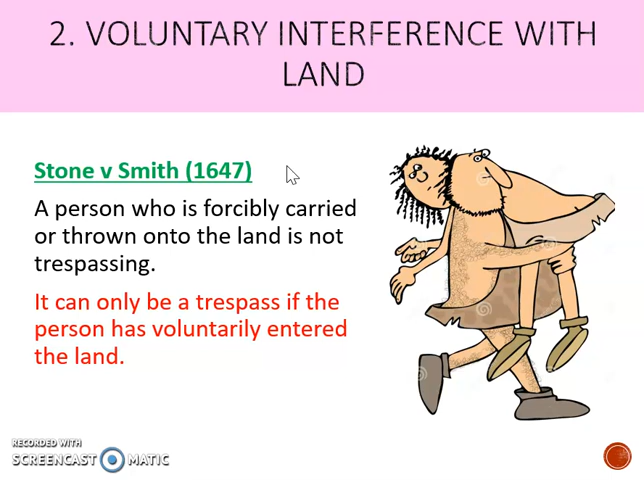 2. VOLUNTARY INTERFERENCE WITH
LAND
Stone v Smith (1647)
A person who is forcibly carried
or thrown onto the land is not
trespassing.
It can only be a trespass if the
person has voluntarily entered
the land.
RECORDED WITH
SCREENCAST MATIC